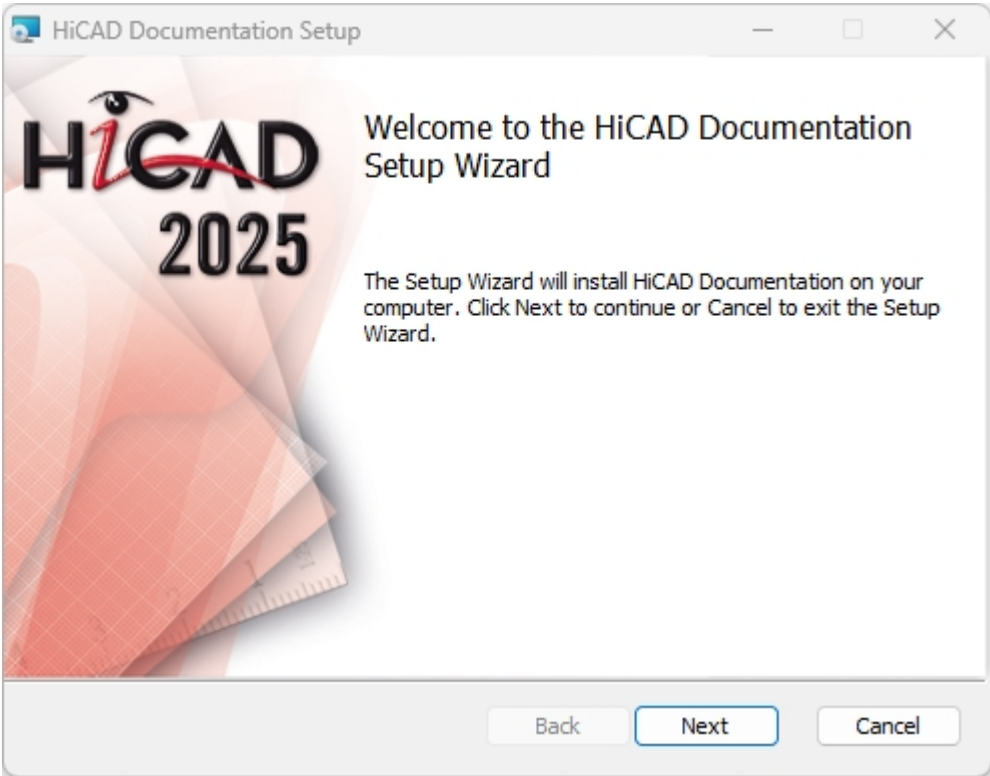 HiCAD Documentation Setup
HiCAD
2025
Welcome to the HiCAD Documentation
Setup Wizard
The Setup Wizard will install HiCAD Documentation on your
computer. Click Next to continue or Cancel to exit the Setup
Wizard.
Back
Next
Cancel